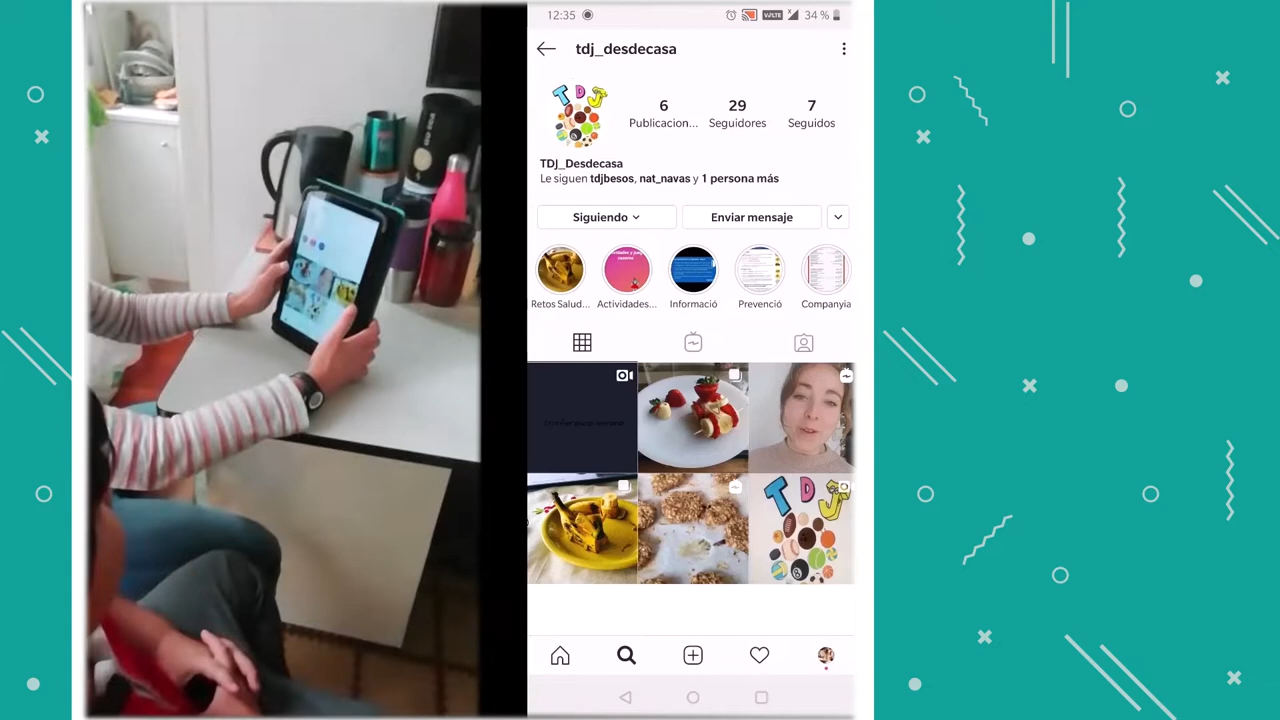 12:35
VoLTE
34 %
tdj_desdecasa
TDJ
6
29
7
Publicacion...
Seguidores
Seguidos
TDJ_Desdecasa
Le siguen tdjbesos, nat_navas y 1 persona más
Siguiendo
Enviar mensaje
Retos Salud...
Actividades...
Informació
Prevenció
Companyia
TDJ